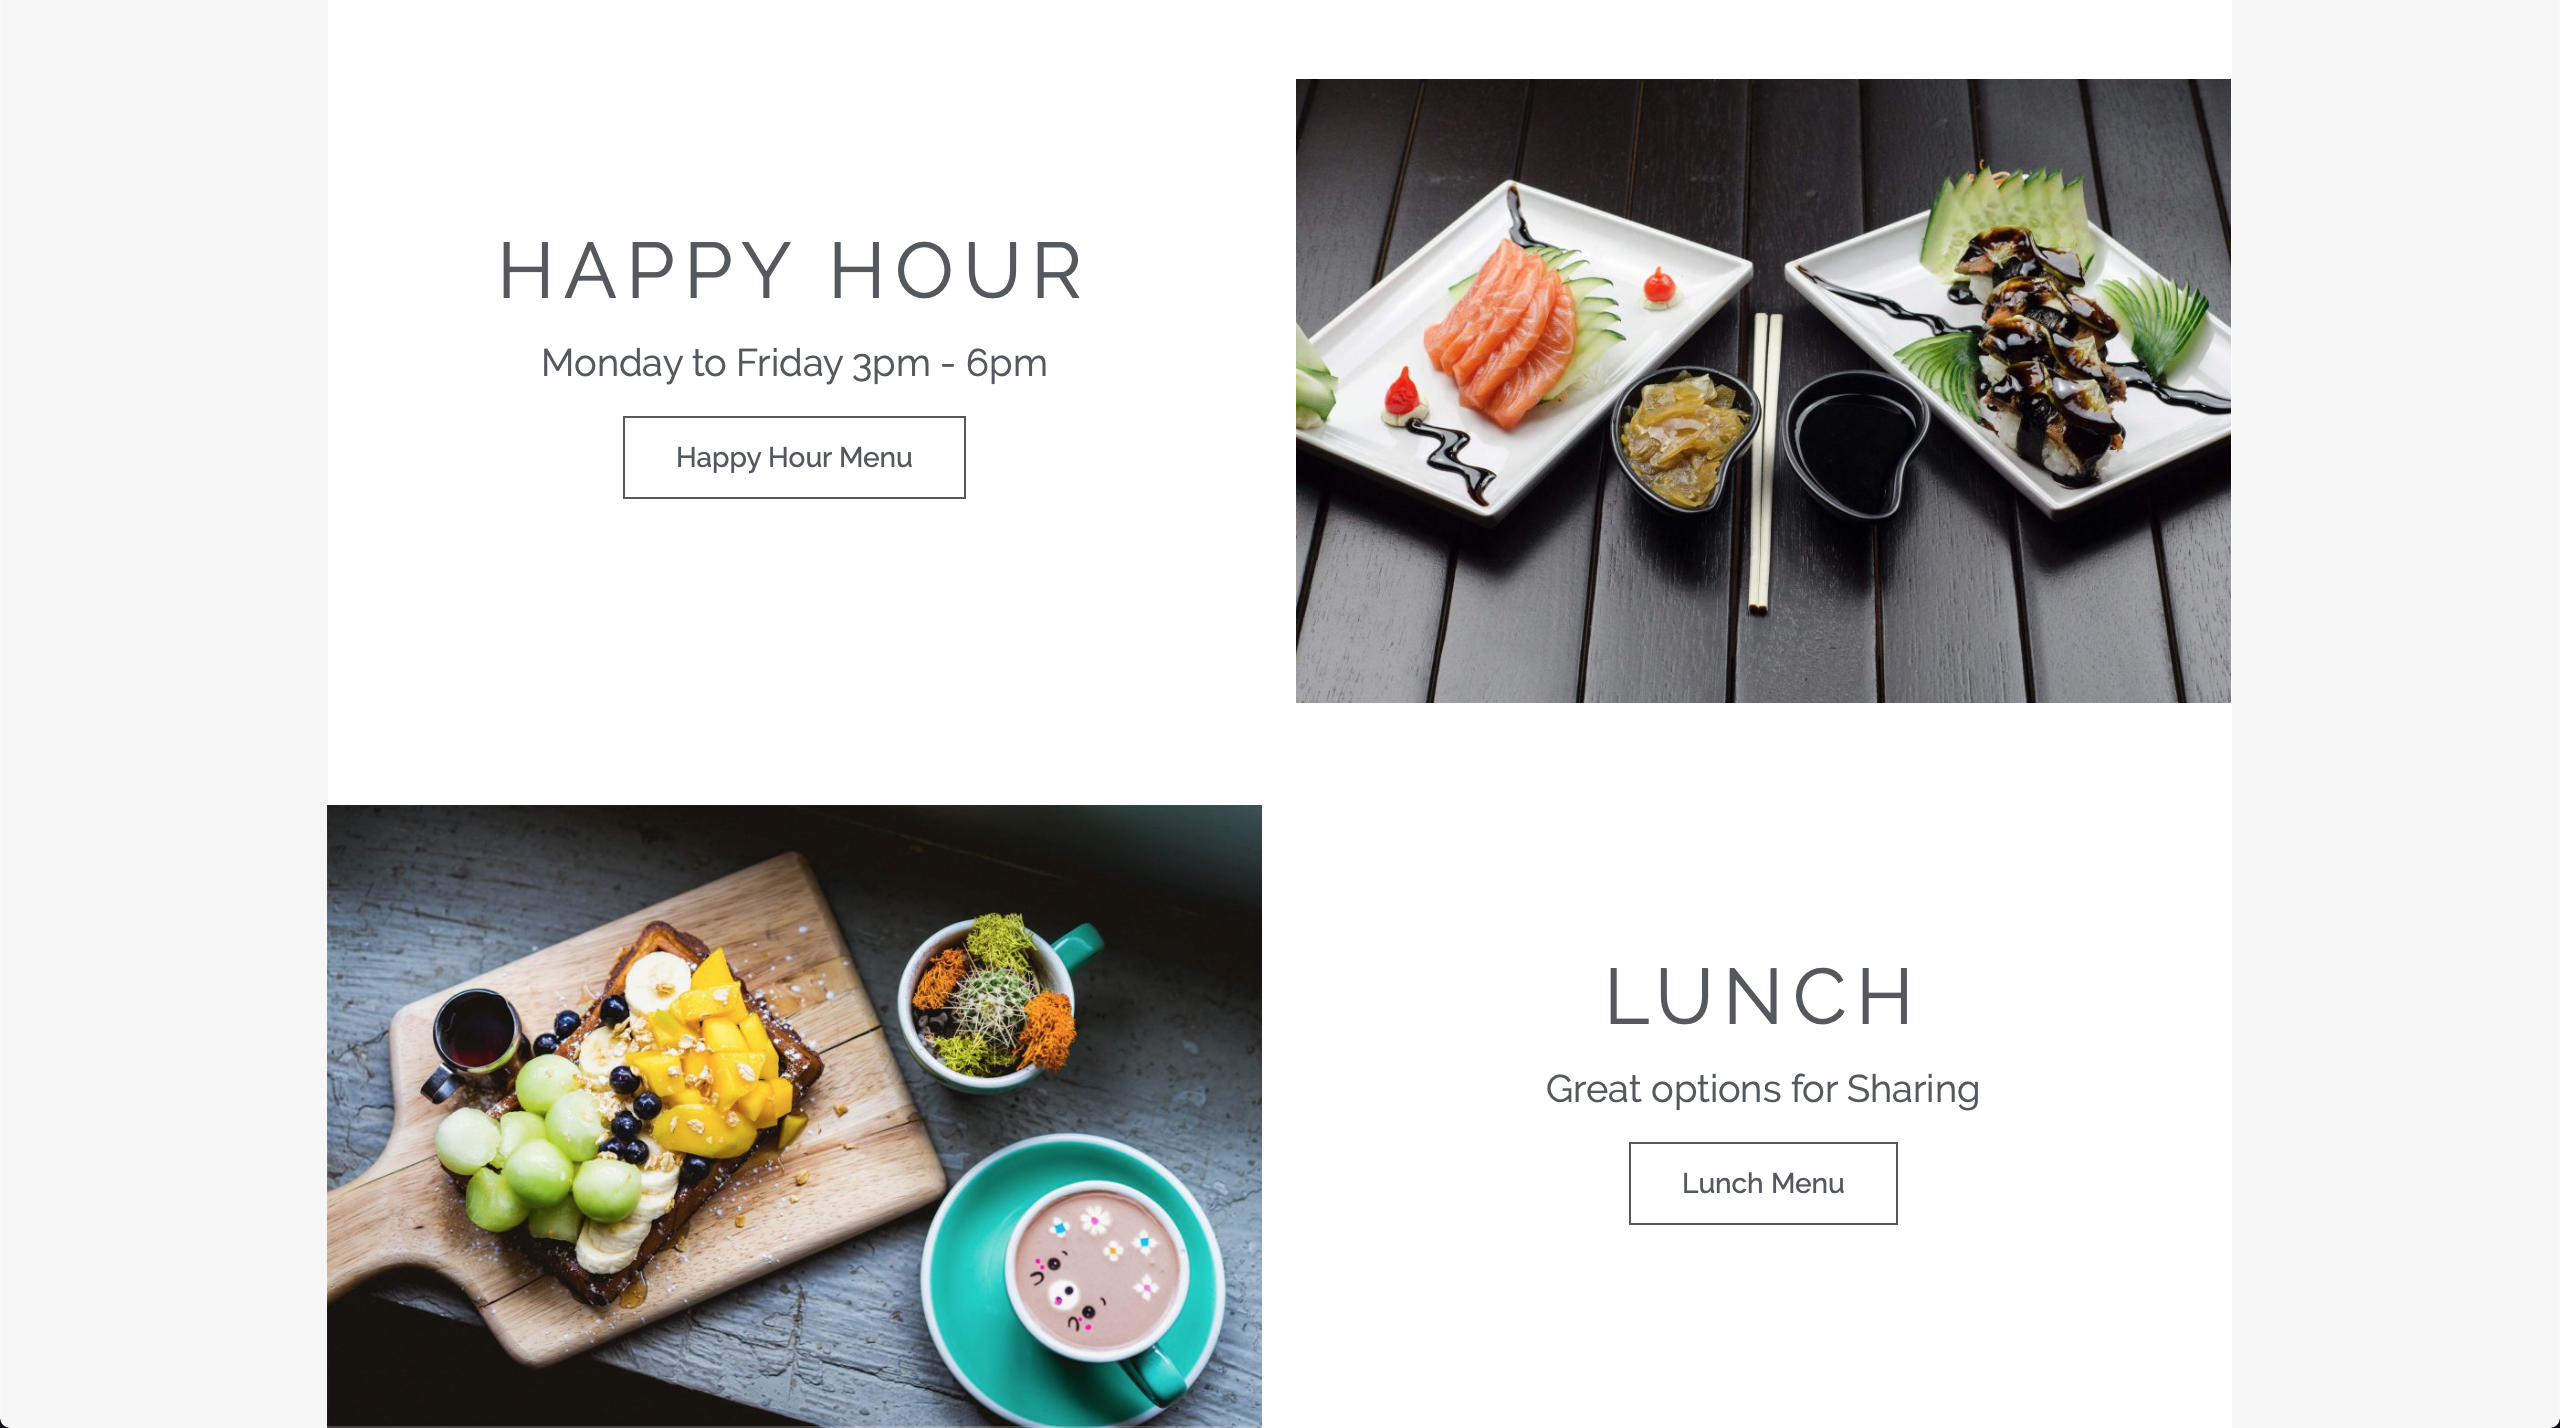 HAPPY HOUR
Monday to Friday 3pm - 6pm
Happy Hour Menu
LUNCH
Great options for Sharing
Lunch Menu